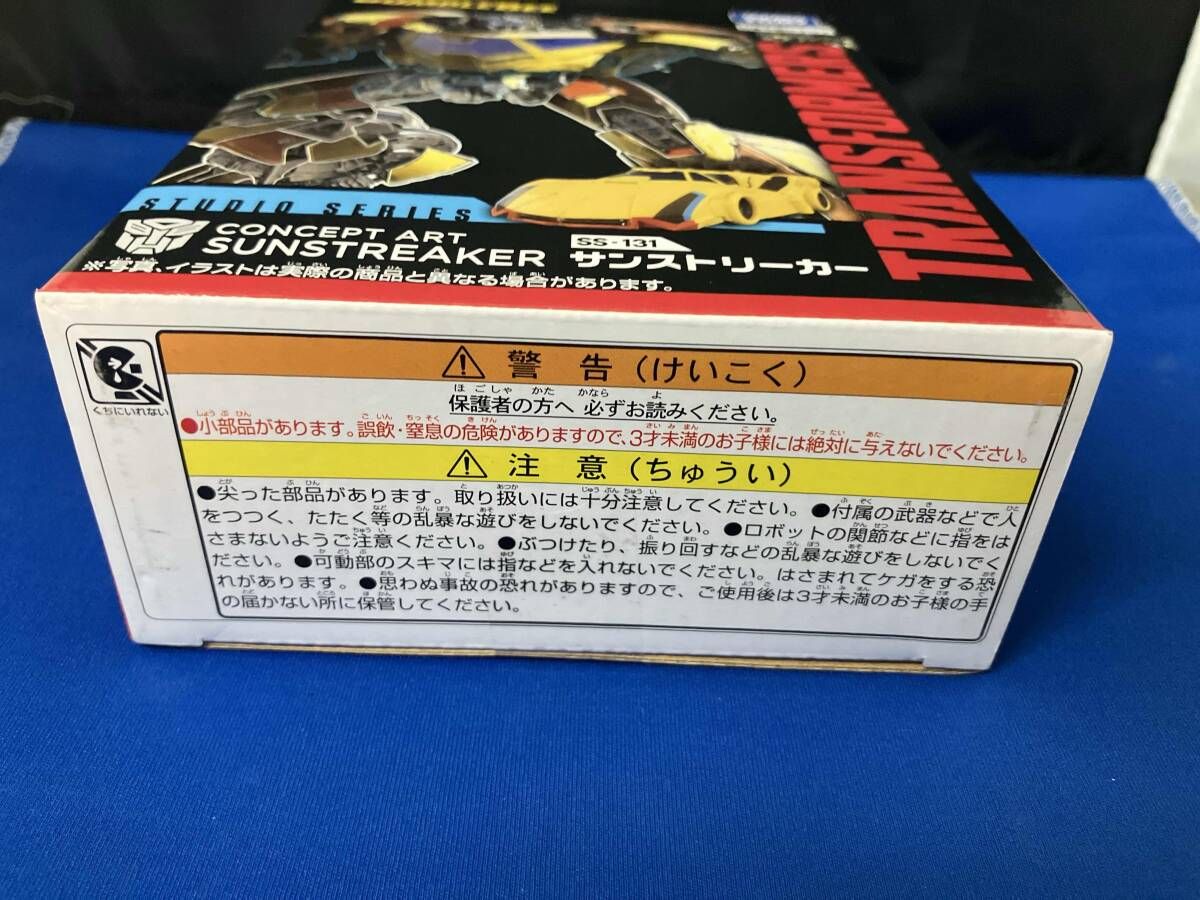 TRANSFORMERS
STUDIO SERIES
CONCEPT ART
SUNSTREAKER
SS-131
サンストリーカー
※写真、イラストは実際の商品と異なる場合があります。
くちにいれない
⚠ 警告(けいこく)
保護者の方へ 必ずお読みください。
●小部品があります。誤飲・窒息の危険がありますので、3才未満のお子様には絶対に与えないでください。
⚠ 注意(ちゅうい)
●尖った部品があります。取り扱いには十分注意してください。●付属の武器などで人
をつつく、たたく等の乱暴な遊びをしないでください。●ロボットの関節などに指をは
さまないようご注意ください。●ぶつけたり、振り回すなどの乱暴な遊びをしないでく
ださい。●可動部のスキマには指などを入れないでください。はさまれてケガをする恐
れがあります。●思わぬ事故の恐れがありますので、ご使用後は3才未満のお子様の手
の届かない所に保管してください。